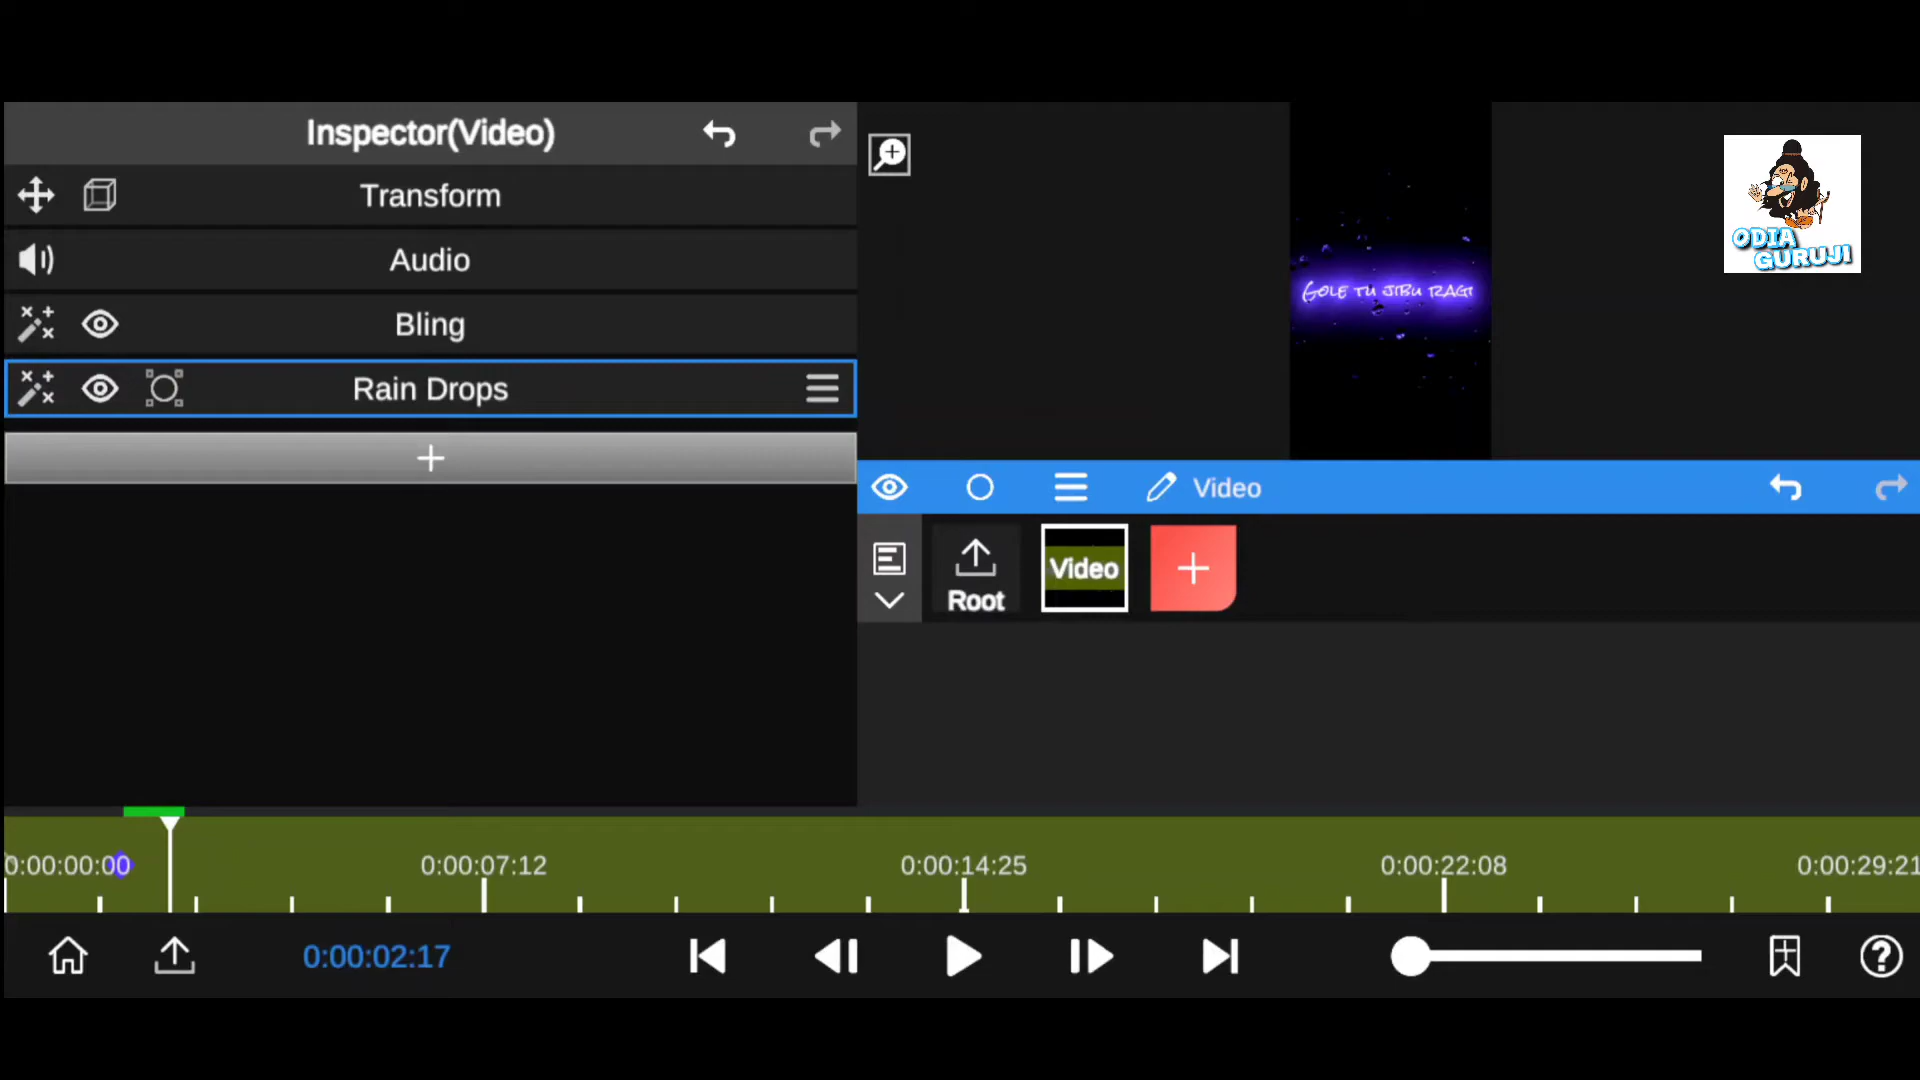 Inspector(Video)
Transform
Audio
Bling
Rain Drops
GOLE TU JIBU RAGI
ODIA
GURUJI
Video
Root
Video
0:00:00:00
0:00:07:12
0:00:14:25
0:00:22:08
0:00:29:21
0:00:02:17